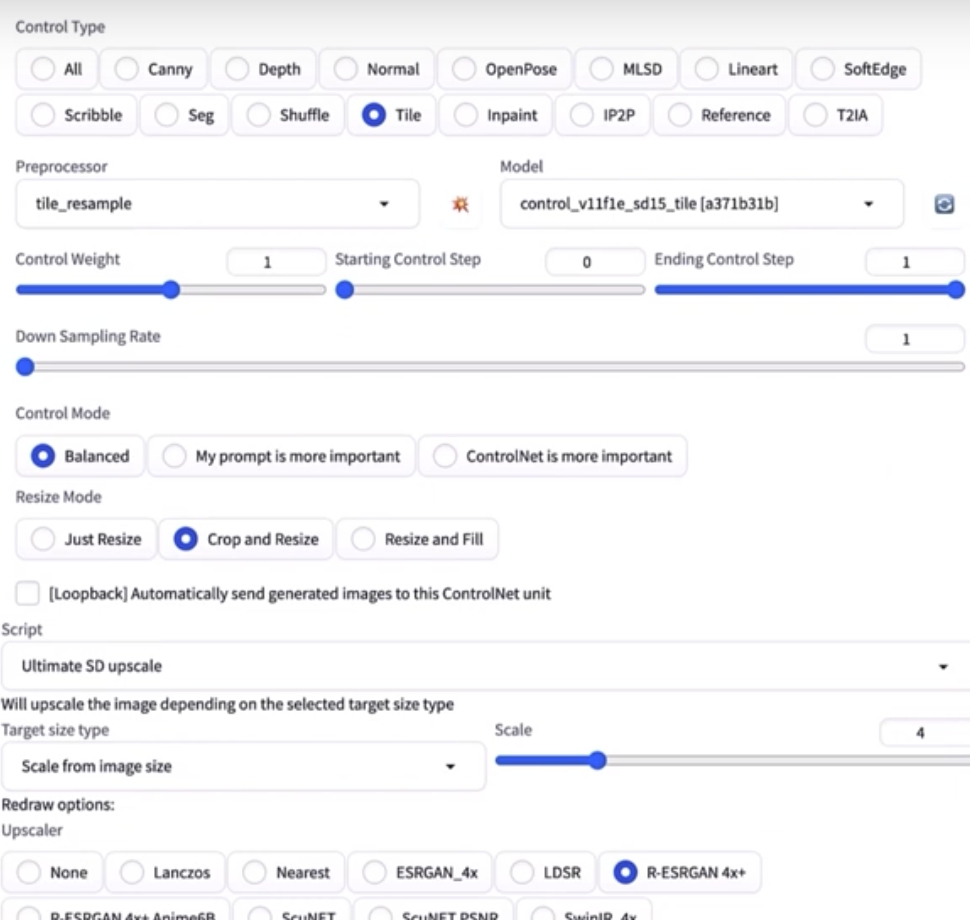 Control Type
All Canny Depth Normal OpenPose MLSD Lineart SoftEdge
Scribble Seg Shuffle Tile Inpaint IP2P Reference T2IA
Preprocessor Model
tile_resample control_v11f1e_sd15_tile [a371b31b]
Control Weight 1 Starting Control Step 0 Ending Control Step 1
Down Sampling Rate 1
Control Mode
Balanced My prompt is more important ControlNet is more important
Resize Mode
Just Resize Crop and Resize Resize and Fill
[Loopback] Automatically send generated images to this ControlNet unit
Script
Ultimate SD upscale
Will upscale the image depending on the selected target size type
Target size type Scale 4
Scale from image size
Redraw options:
Upscaler
None Lanczos Nearest ESRGAN_4x LDSR R-ESRGAN 4x+
R-ESRGAN 4x+ Anime6B ScuNET ScuNET PSNR SwinIR_4x